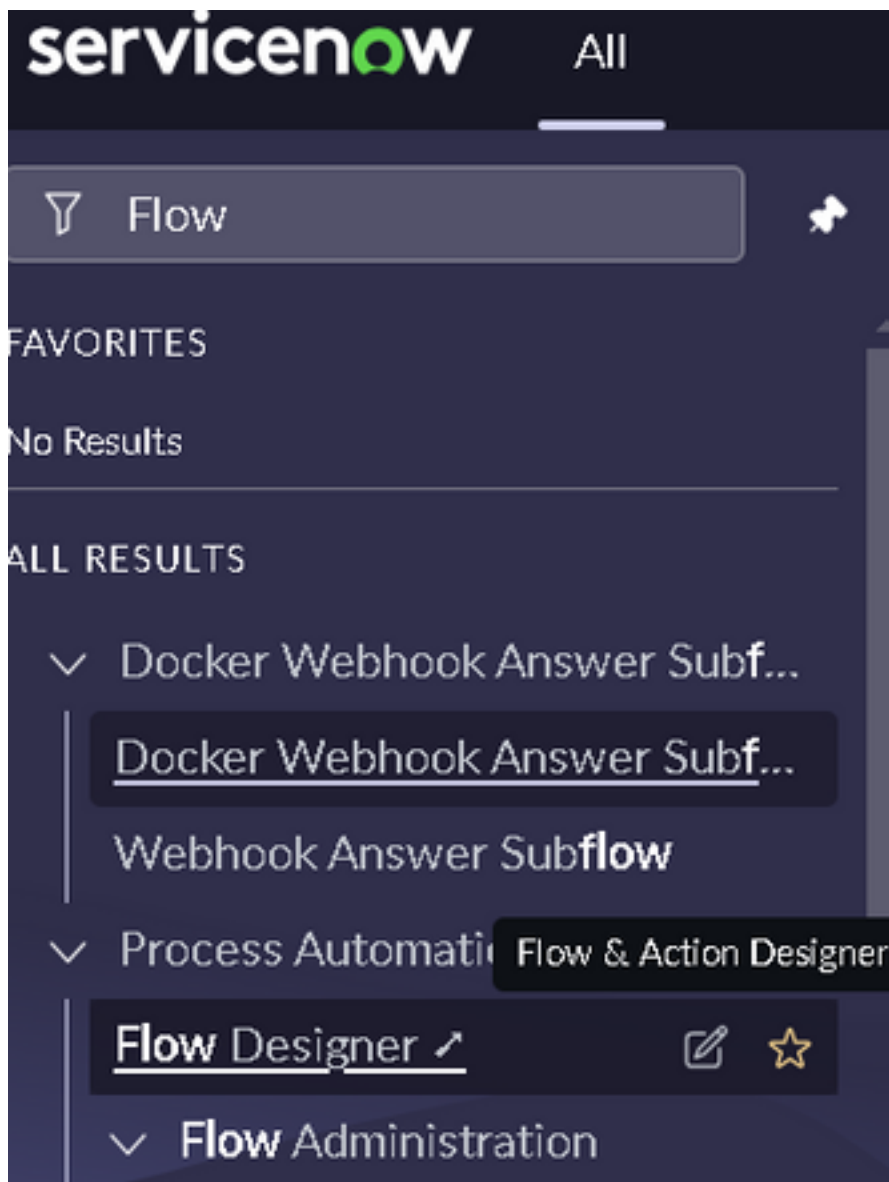 servicenow All
Flow
FAVORITES
No Results
ALL RESULTS
Docker Webhook Answer Subf...
Docker Webhook Answer Subf...
Webhook Answer Subflow
Process Automati Flow & Action Designer
Flow Designer
Flow Administration